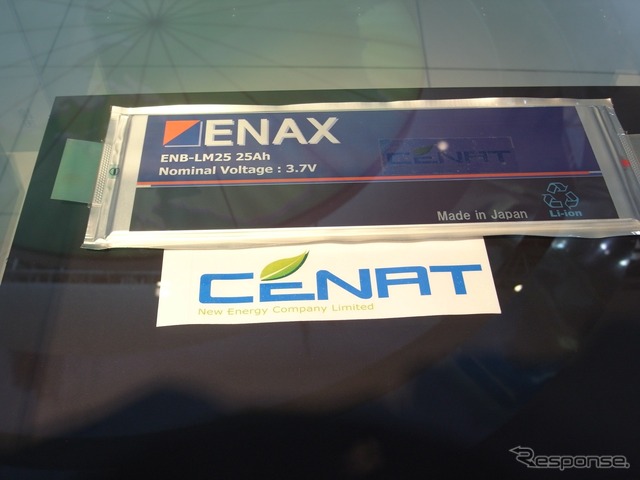 ENAX
ENB-LM25 25Ah
Nominal Voltage : 3.7V
CENAT
Made in Japan
Li-ion
CENAT
New Energy Company Limited
Response.